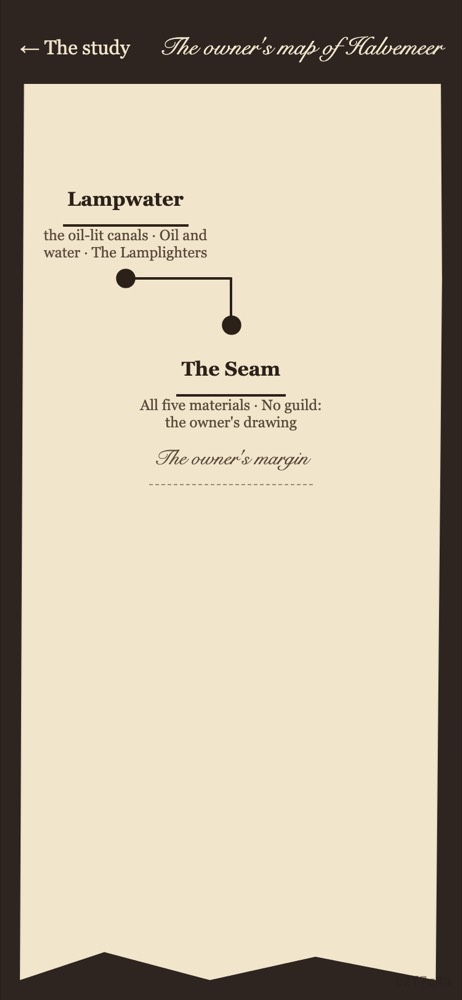 ← The study
The owner's map of Halvemeer
Lampwater
the oil-lit canals · Oil and
water · The Lamplighters
The Seam
All five materials · No guild:
the owner's drawing
The owner's margin